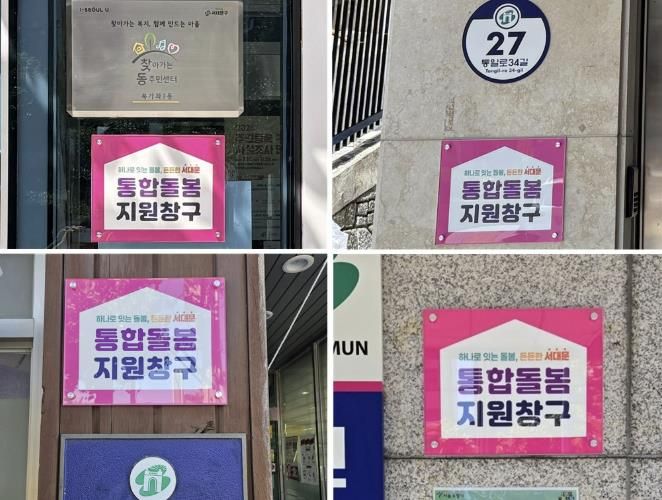 I·SEOUL·U
서대문구
찾아가는 복지, 함께 만드는 마을
찾아가는
동주민센터
북가좌1동
하나로 잇는 돌봄, 든든한 서대문
통합돌봄
지원창구
27
통일로34길
Tongil-ro 34-gil
하나로 잇는 돌봄, 든든한 서대문
통합돌봄
지원창구
하나로 잇는 돌봄, 든든한 서대문
통합돌봄
지원창구
MUN
하나로 잇는 돌봄, 든든한 서대문
통합돌봄
지원창구